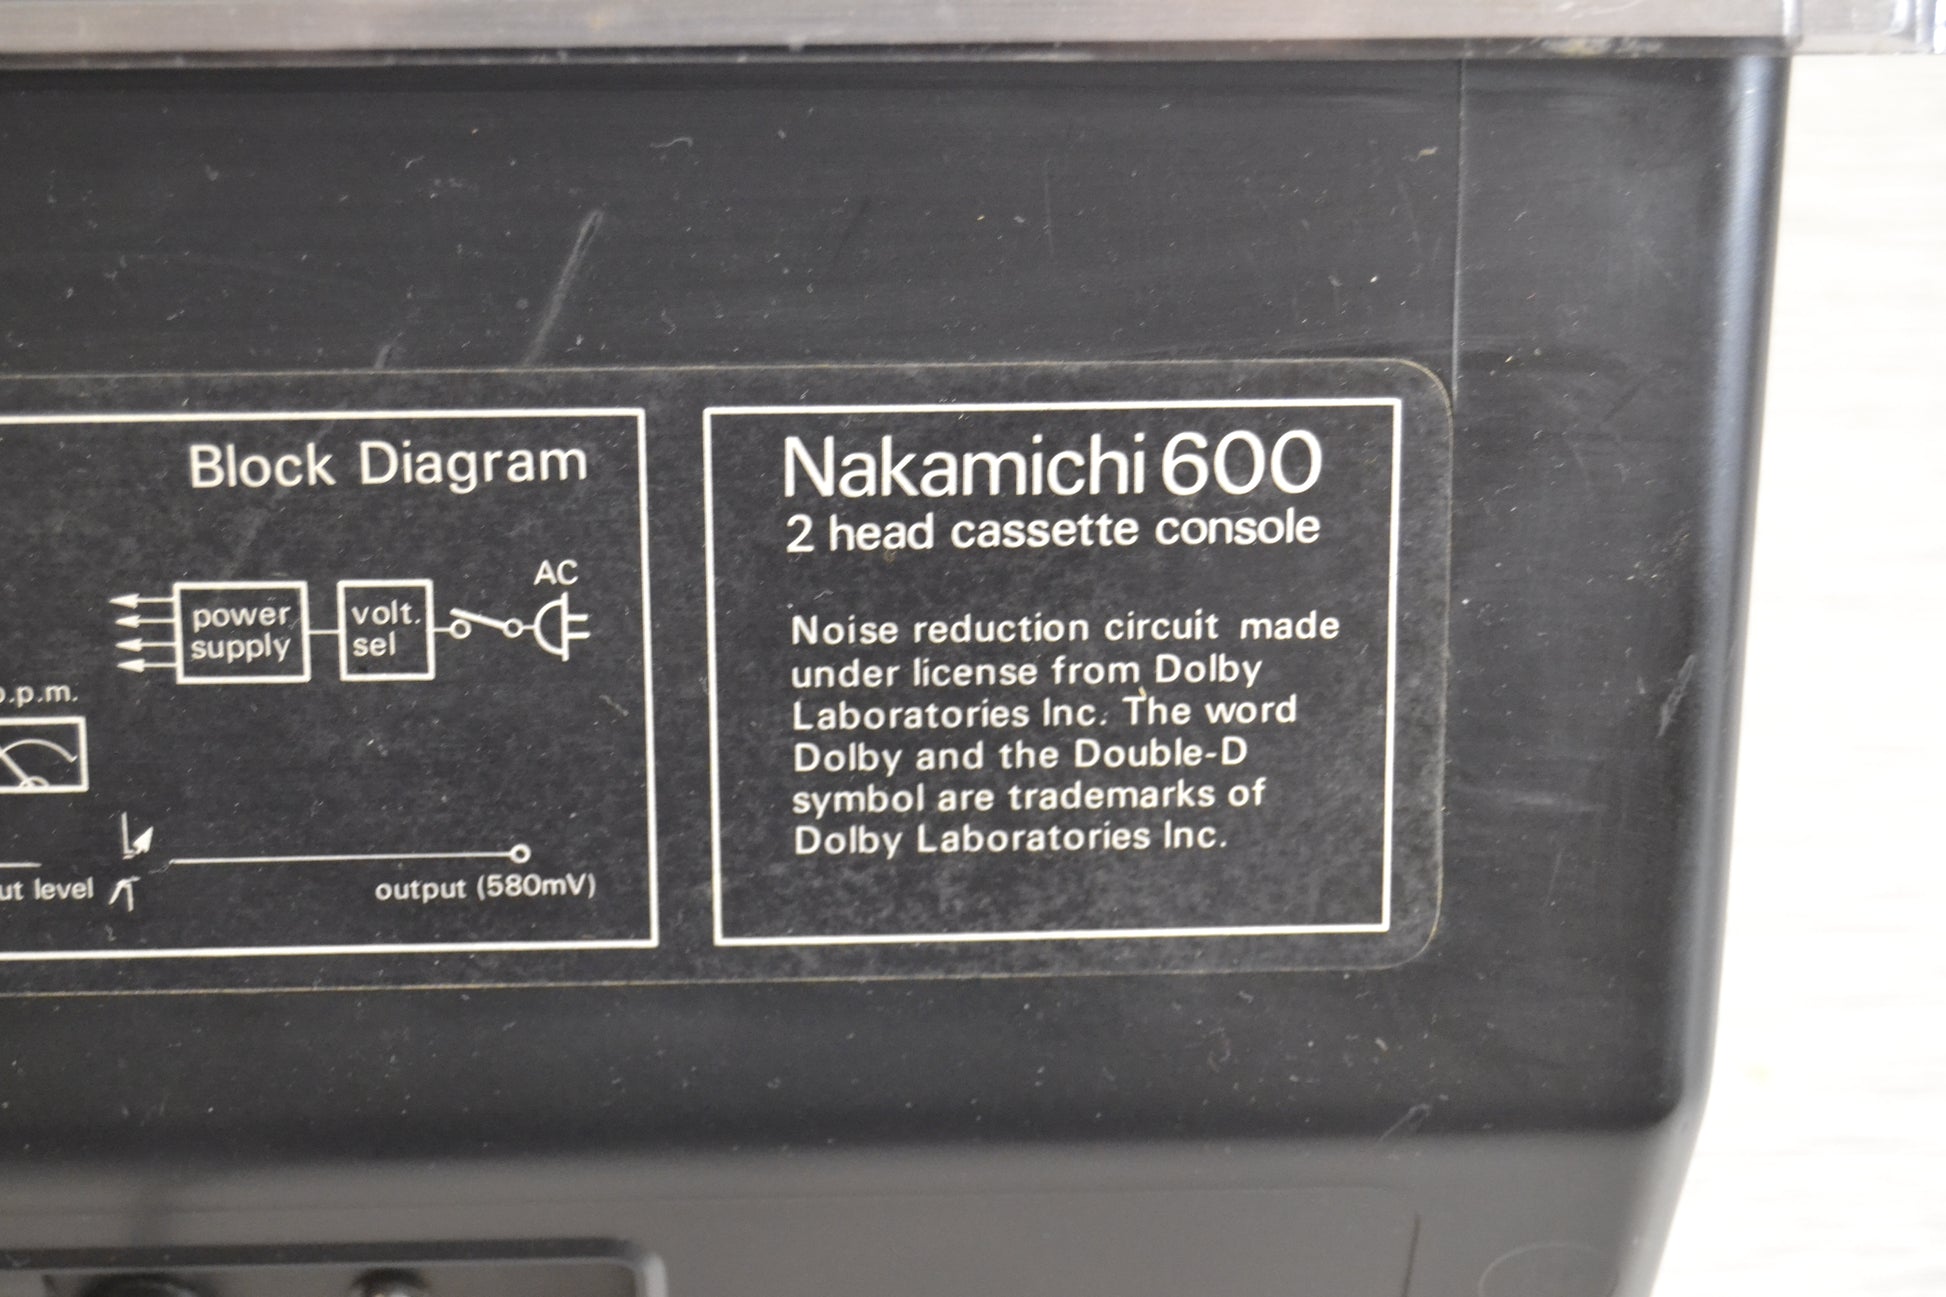 Block Diagram
AC
power
supply
volt.
sel
p.p.m.
level
output (580mV)
Nakamichi 600
2 head cassette console
Noise reduction circuit made
under license from Dolby
Laboratories Inc. The word
Dolby and the Double-D
symbol are trademarks of
Dolby Laboratories Inc.